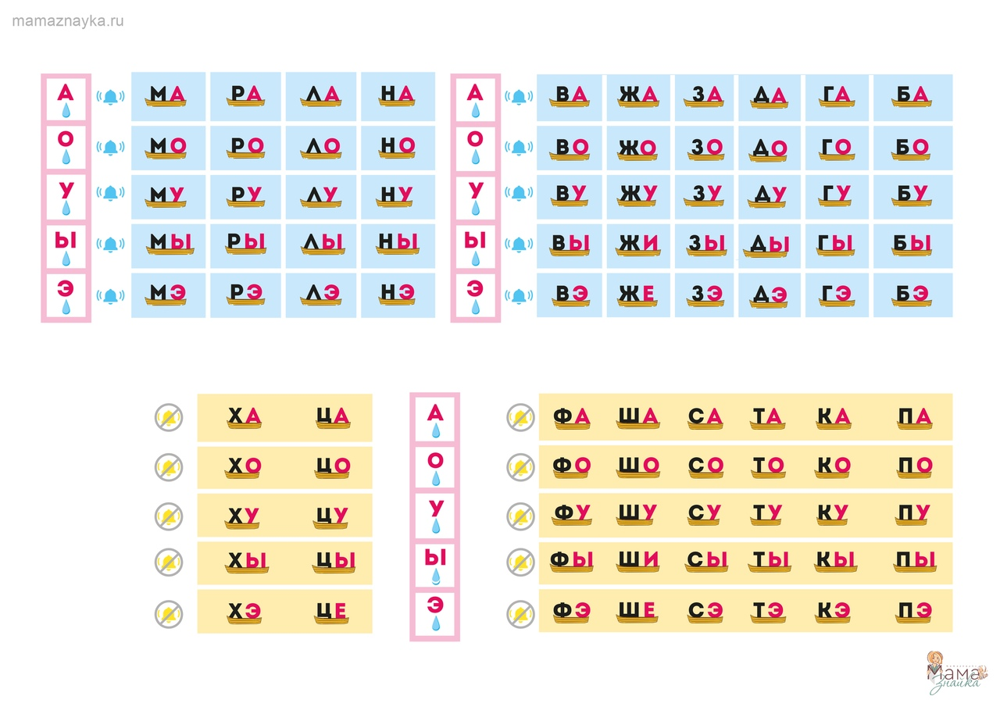 mamaznayka.ru
А МА РА ЛА НА А ВА ЖА ЗА ДА ГА БА
О МО РО ЛО НО О ВО ЖО ЗО ДО ГО БО
У МУ РУ ЛУ НУ У ВУ ЖУ ЗУ ДУ ГУ БУ
Ы МЫ РЫ ЛЫ НЫ Ы ВЫ ЖИ ЗЫ ДЫ ГЫ БЫ
Э МЭ РЭ ЛЭ НЭ Э ВЭ ЖЕ ЗЭ ДЭ ГЭ БЭ
ХА ЦА А ФА ША СА ТА КА ПА
ХО ЦО О ФО ШО СО ТО КО ПО
ХУ ЦУ У ФУ ШУ СУ ТУ КУ ПУ
ХЫ ЦЫ Ы ФЫ ШИ СЫ ТЫ КЫ ПЫ
ХЭ ЦЕ Э ФЭ ШЕ СЭ ТЭ КЭ ПЭ
Мама
знайка